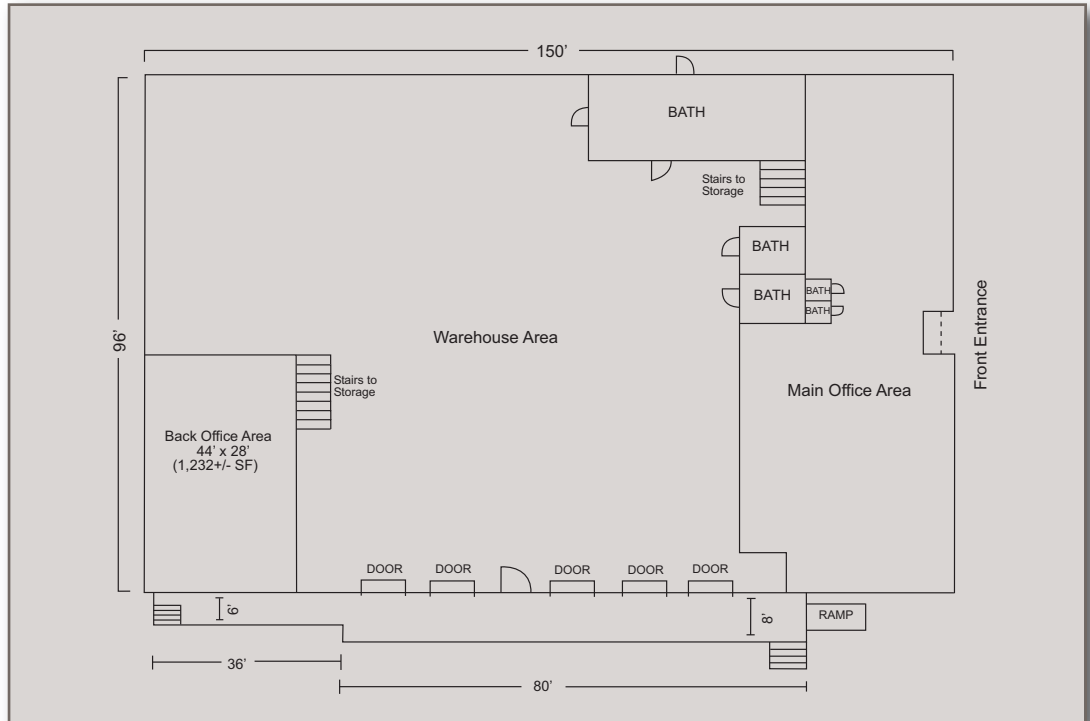 150’
BATH
Stairs to
Storage
BATH
BATH
BATH
BATH
96’
Warehouse Area
Front Entrance
Stairs to
Storage
Main Office Area
Back Office Area
44’ x 28’
(1,232+/- SF)
DOOR
DOOR
DOOR
DOOR
DOOR
6’
8’
RAMP
36’
80’